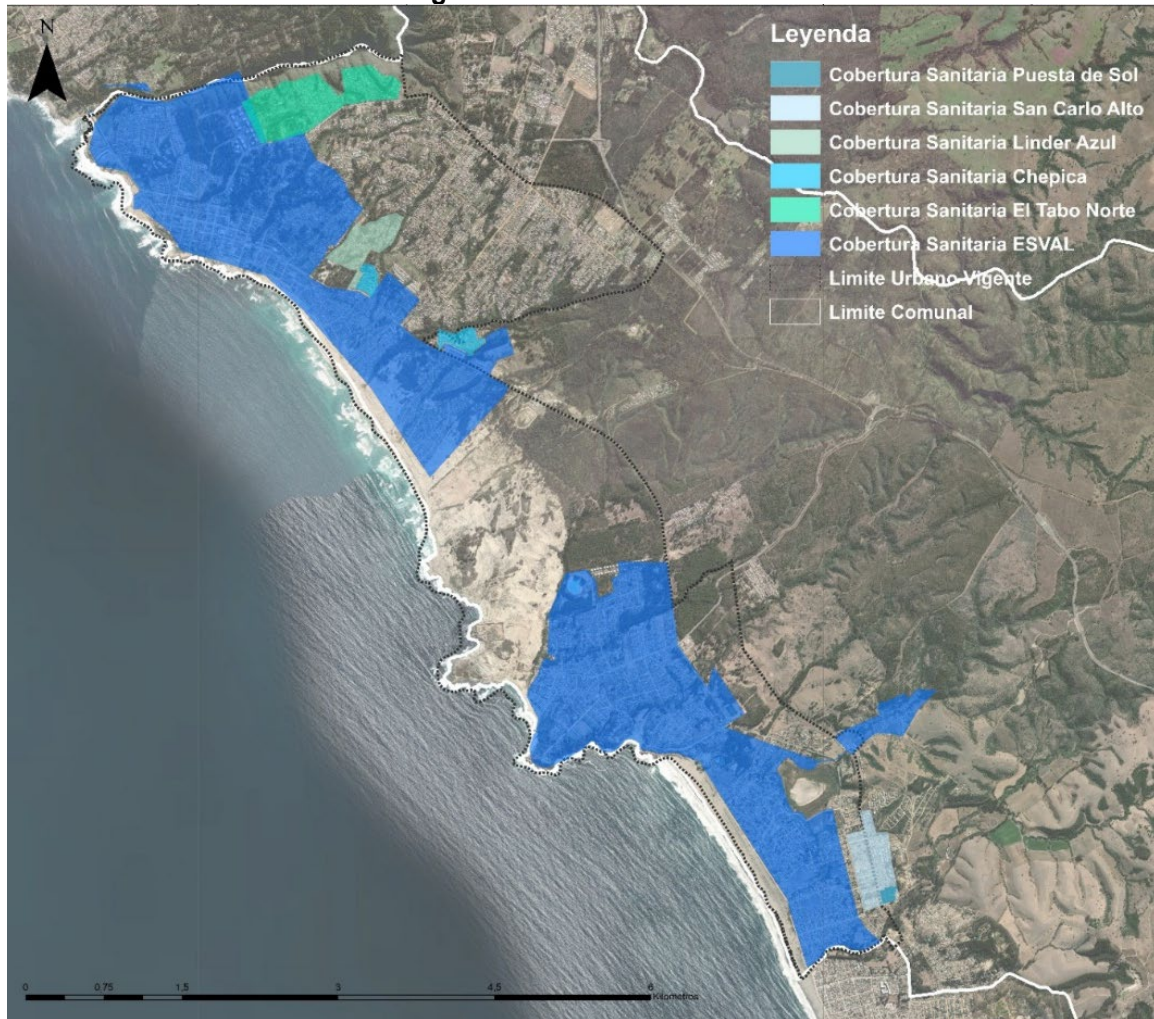 N
Leyenda
Cobertura Sanitaria Puesta de Sol
Cobertura Sanitaria San Carlo Alto
Cobertura Sanitaria Linder Azul
Cobertura Sanitaria Chepica
Cobertura Sanitaria El Tabo Norte
Cobertura Sanitaria ESVAL
Limite Urbano Vigente
Limite Comunal
0 0,75 1,5 3 4,5 6
Kilometros